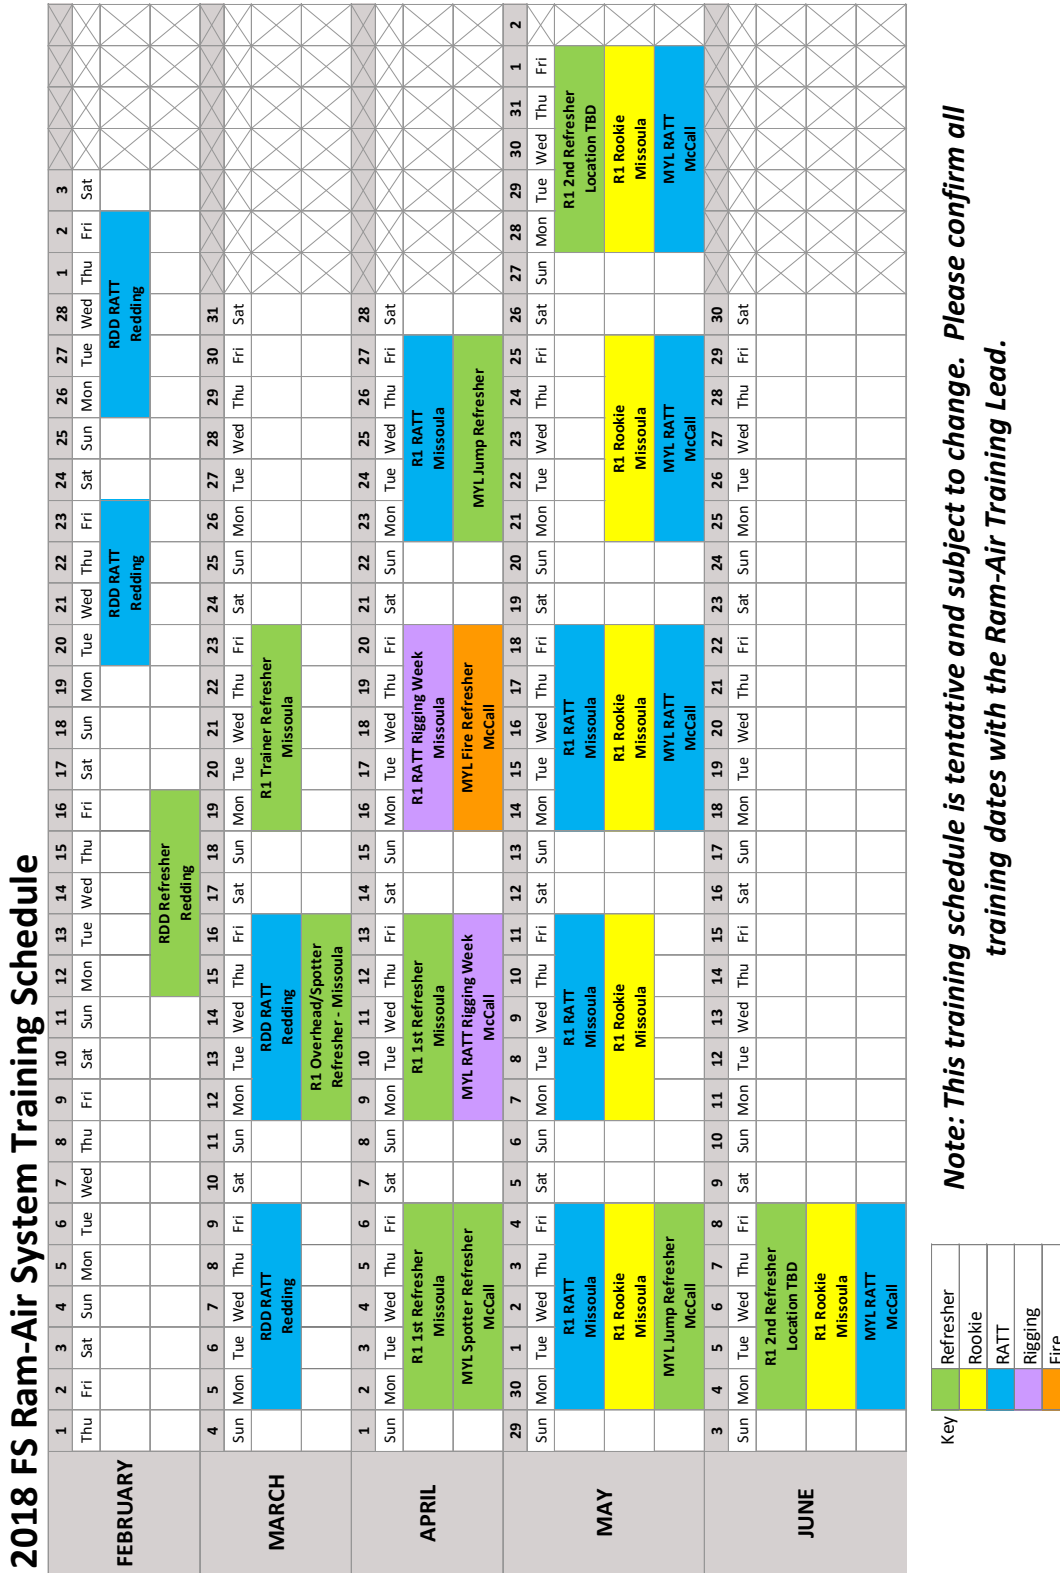 2018 FS Ram-Air System Training Schedule
FEBRUARY
1 2 3 4 5 6 7 8 9 10 11 12 13 14 15 16 17 18 19 20 21 22 23 24 25 26 27 28 1 2 3
Thu Fri Sat Sun Mon Tue Wed Thu Fri Sat Sun Mon Tue Wed Thu Fri Sat Sun Mon Tue Wed Thu Fri Sat Sun Mon Tue Wed Thu Fri Sat
RDD RATT
Redding
RDD RATT
Redding
RDD Refresher
Redding
MARCH
4 5 6 7 8 9 10 11 12 13 14 15 16 17 18 19 20 21 22 23 24 25 26 27 28 29 30 31
Sun Mon Tue Wed Thu Fri Sat Sun Mon Tue Wed Thu Fri Sat Sun Mon Tue Wed Thu Fri Sat Sun Mon Tue Wed Thu Fri Sat
RDD RATT
Redding
RDD RATT
Redding
R1 Trainer Refresher
Missoula
R1 Overhead/Spotter
Refresher - Missoula
APRIL
1 2 3 4 5 6 7 8 9 10 11 12 13 14 15 16 17 18 19 20 21 22 23 24 25 26 27 28
Sun Mon Tue Wed Thu Fri Sat Sun Mon Tue Wed Thu Fri Sat Sun Mon Tue Wed Thu Fri Sat Sun Mon Tue Wed Thu Fri Sat
R1 1st Refresher
Missoula
R1 1st Refresher
Missoula
R1 RATT Rigging Week
Missoula
R1 RATT
Missoula
MYL Spotter Refresher
McCall
MYL RATT Rigging Week
McCall
MYL Fire Refresher
McCall
MYL Jump Refresher
MAY
29 30 1 2 3 4 5 6 7 8 9 10 11 12 13 14 15 16 17 18 19 20 21 22 23 24 25 26 27 28 29 30 31 1 2
Sun Mon Tue Wed Thu Fri Sat Sun Mon Tue Wed Thu Fri Sat Sun Mon Tue Wed Thu Fri Sat Sun Mon Tue Wed Thu Fri Sat Sun Mon Tue Wed Thu Fri
R1 RATT
Missoula
R1 RATT
Missoula
R1 RATT
Missoula
R1 2nd Refresher
Location TBD
R1 Rookie
Missoula
R1 Rookie
Missoula
R1 Rookie
Missoula
R1 Rookie
Missoula
R1 Rookie
Missoula
MYL Jump Refresher
McCall
MYL RATT
McCall
MYL RATT
McCall
MYL RATT
McCall
JUNE
3 4 5 6 7 8 9 10 11 12 13 14 15 16 17 18 19 20 21 22 23 24 25 26 27 28 29 30
Sun Mon Tue Wed Thu Fri Sat Sun Mon Tue Wed Thu Fri Sat Sun Mon Tue Wed Thu Fri Sat Sun Mon Tue Wed Thu Fri Sat
R1 2nd Refresher
Location TBD
R1 Rookie
Missoula
MYL RATT
McCall
Key
Refresher
Rookie
RATT
Rigging
Fire
Note: This training schedule is tentative and subject to change. Please confirm all
training dates with the Ram-Air Training Lead.